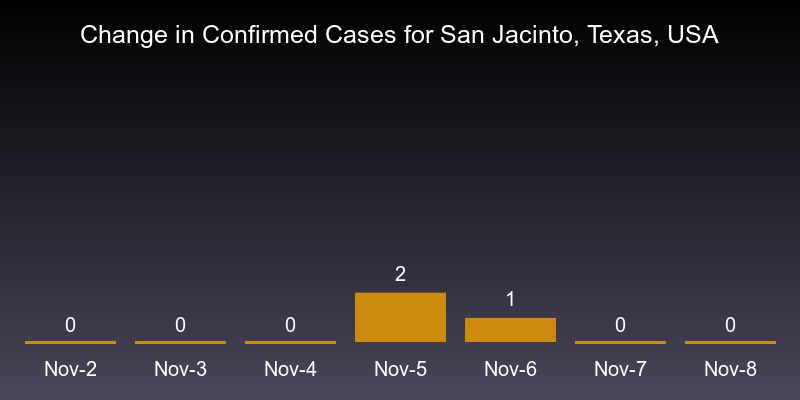 Change in Confirmed Cases for San Jacinto, Texas, USA
0 0 0 2 1 0 0
Nov-2 Nov-3 Nov-4 Nov-5 Nov-6 Nov-7 Nov-8